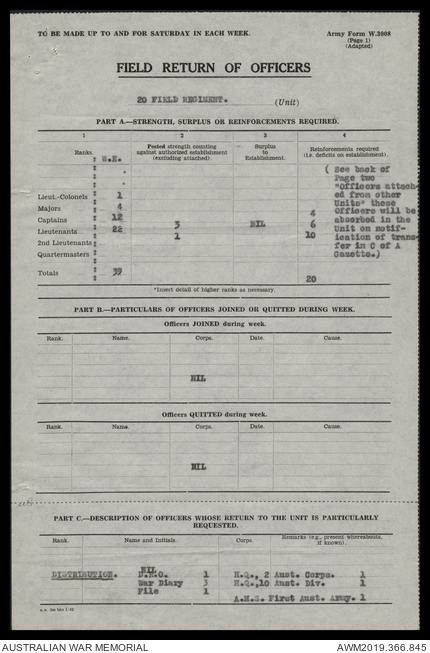 TO BE MADE UP TO AND FOR SATURDAY IN EACH WEEK.
Army Form W.3008
(Page 1)
(Adapted)
FIELD RETURN OF OFFICERS
20 FIELD REGIMENT. (Unit)
PART A.—STRENGTH, SURPLUS OR REINFORCEMENTS REQUIRED.
1 2 3 4
Ranks. W.E.
Posted strength counting
against authorized establishment
(excluding attached).
Surplus
to
Establishment.
Reinforcements required
(i.e. deficits on establishment).
( See back of
Page two
"Officers attach-
ed from other
Units" these
Officers will be
absorbed in the
Unit on notif-
ication of trans-
fer in C of A
Gazette.)
Lieut.-Colonels 1
Majors 4 4
Captains 12 3 NIL 6
Lieutenants 22 1 10
2nd Lieutenants
Quartermasters
Totals 39 20
*Insert detail of higher ranks as necessary.
PART B.—PARTICULARS OF OFFICERS JOINED OR QUITTED DURING WEEK.
Officers JOINED during week.
Rank. Name. Corps. Date. Cause.
NIL
Officers QUITTED during week.
Rank. Name. Corps. Date. Cause.
NIL
PART C.—DESCRIPTION OF OFFICERS WHOSE RETURN TO THE UNIT IS PARTICULARLY
REQUESTED.
Rank. Name and Initials. Corps. Remarks (e.g., present whereabouts,
if known).
NIL
DISTRIBUTION. D.R.O. 1 H.Q., 2 Aust. Corps. 1
War Diary 3 H.Q.,10 Aust. Div. 1
File 1
A.M.S. First Aust. Army. 1
AUSTRALIAN WAR MEMORIAL
AWM2019.366.845